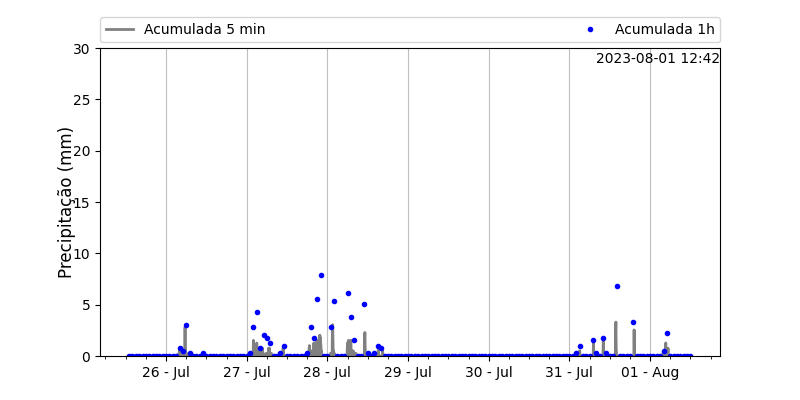 Acumulada 5 min
Acumulada 1h
2023-08-01 12:42
Precipitação (mm)
30
25
20
15
10
5
0
26 - Jul
27 - Jul
28 - Jul
29 - Jul
30 - Jul
31 - Jul
01 - Aug